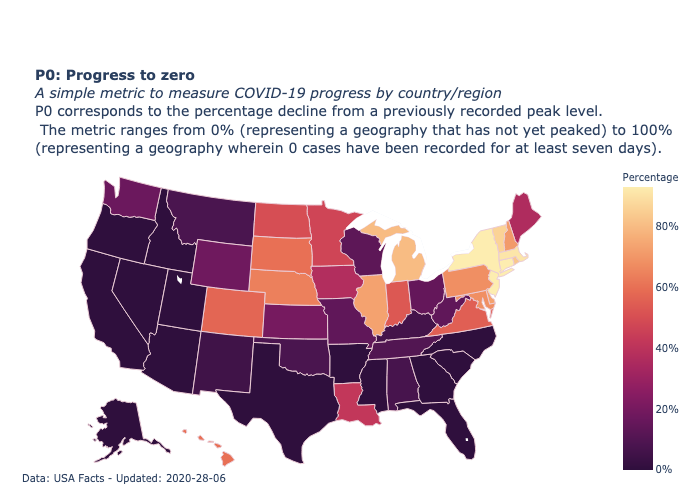 P0: Progress to zero
A simple metric to measure COVID-19 progress by country/region
P0 corresponds to the percentage decline from a previously recorded peak level.
The metric ranges from 0% (representing a geography that has not yet peaked) to 100%
(representing a geography wherein 0 cases have been recorded for at least seven days).
Percentage
80%
60%
40%
20%
0%
Data: USA Facts - Updated: 2020-28-06